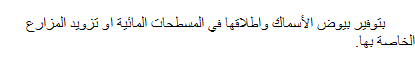 بتوفير بيوض الأسماك واطلاقها في المسطحات المائية او تزويد المزارع
الخاصة بها.